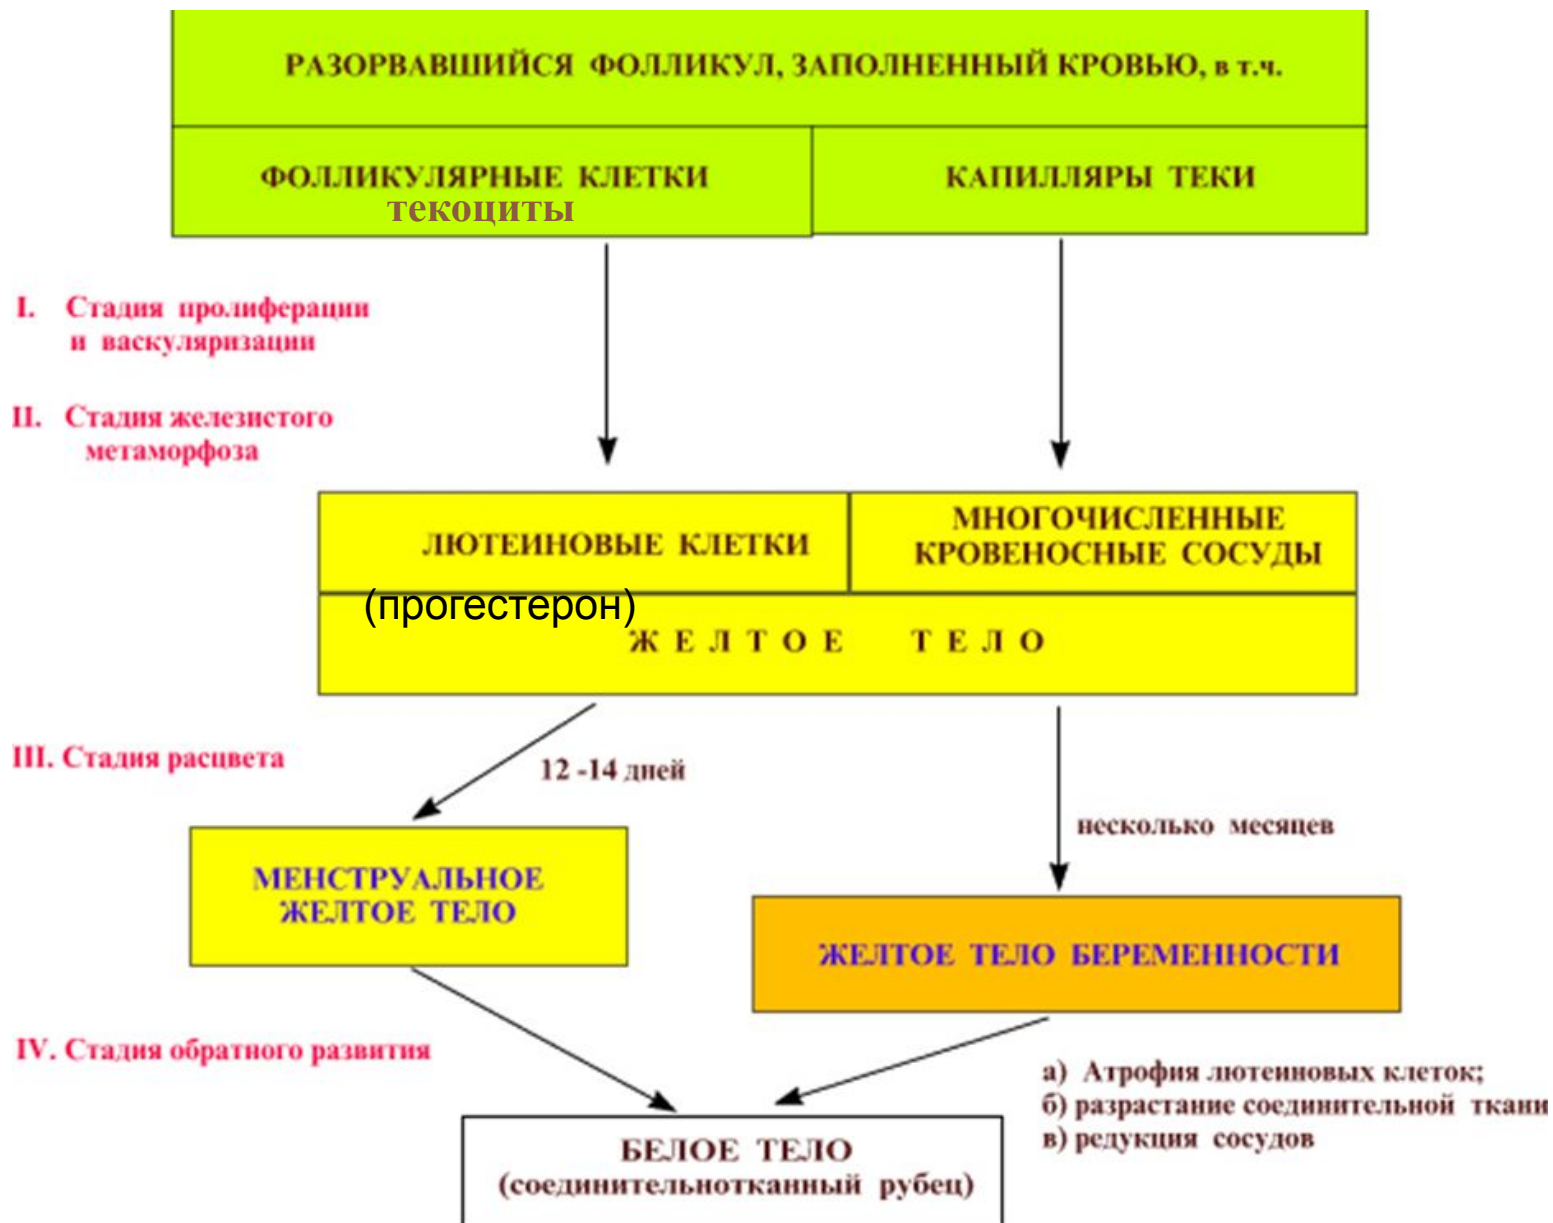 РАЗОРВАВШИЙСЯ ФОЛЛИКУЛ, ЗАПОЛНЕННЫЙ КРОВЬЮ, в т.ч.
ФОЛЛИКУЛЯРНЫЕ КЛЕТКИ
текоциты
КАПИЛЛЯРЫ ТЕКИ
I. Стадия пролиферации
и васкуляризации
II. Стадия железистого
метаморфоза
ЛЮТЕИНОВЫЕ КЛЕТКИ
МНОГОЧИСЛЕННЫЕ
КРОВЕНОСНЫЕ СОСУДЫ
(прогестерон)
ЖЕЛТОЕ ТЕЛО
III. Стадия расцвета
12 -14 дней
несколько месяцев
МЕНСТРУАЛЬНОЕ
ЖЕЛТОЕ ТЕЛО
ЖЕЛТОЕ ТЕЛО БЕРЕМЕННОСТИ
IV. Стадия обратного развития
а) Атрофия лютеиновых клеток;
б) разрастание соединительной ткани
в) редукция сосудов
БЕЛОЕ ТЕЛО
(соединительнотканный рубец)